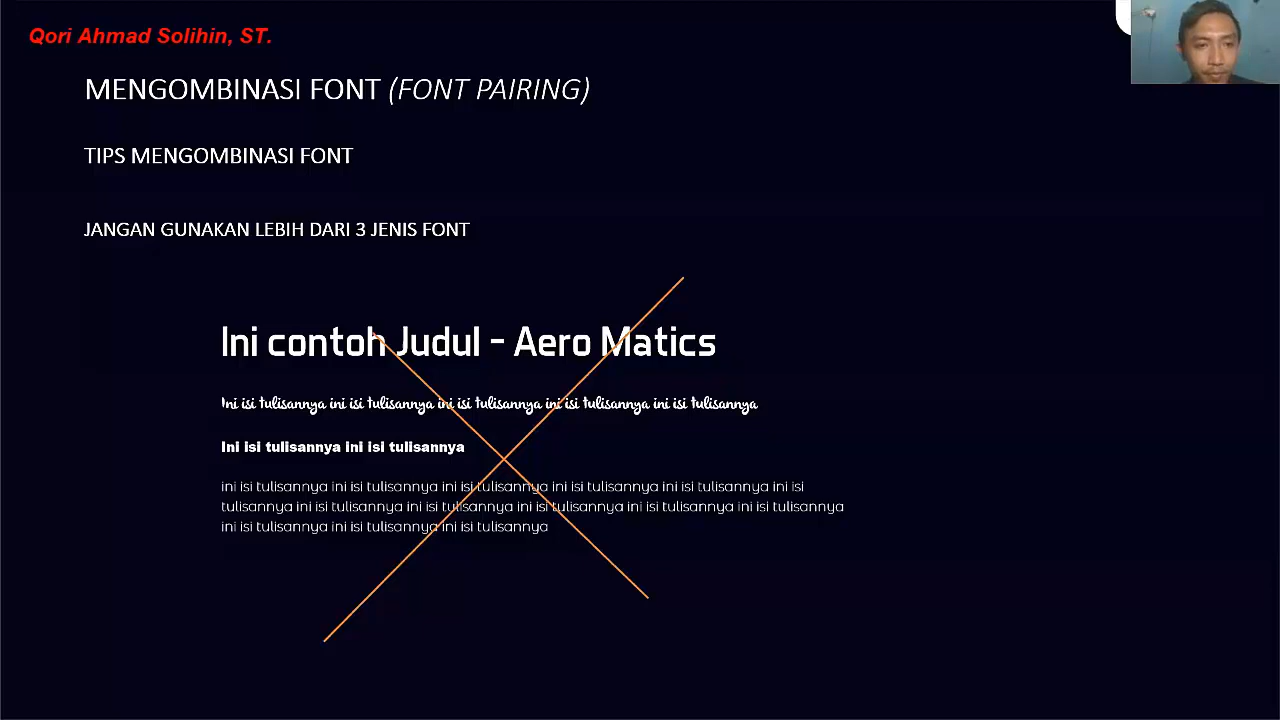 Qori Ahmad Solihin, ST.
MENGOMBINASI FONT (FONT PAIRING)
TIPS MENGOMBINASI FONT
JANGAN GUNAKAN LEBIH DARI 3 JENIS FONT
Ini contoh Judul - Aero Matics
Ini isi tulisannya ini isi tulisannya ini isi tulisannya ini isi tulisannya ini isi tulisannya
Ini isi tulisannya ini isi tulisannya
ini isi tulisannya ini isi tulisannya ini isi tulisannya ini isi tulisannya ini isi tulisannya ini isi
tulisannya ini isi tulisannya ini isi tulisannya ini isi tulisannya ini isi tulisannya ini isi tulisannya
ini isi tulisannya ini isi tulisannya ini isi tulisannya